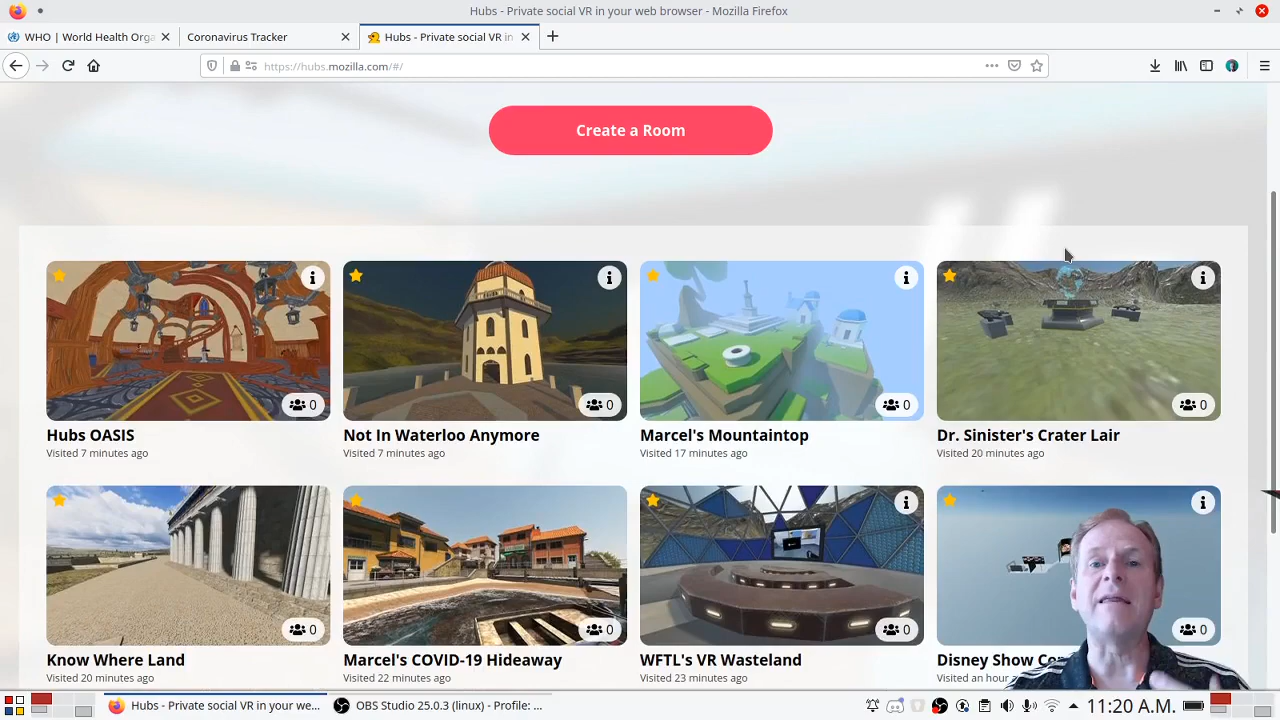 Hubs - Private social VR in your web browser - Mozilla Firefox
WHO | World Health Orga
Coronavirus Tracker
Hubs - Private social VR in
https://hubs.mozilla.com/#/
Create a Room
0
0
0
0
Hubs OASIS
Not In Waterloo Anymore
Marcel's Mountaintop
Dr. Sinister's Crater Lair
Visited 7 minutes ago
Visited 7 minutes ago
Visited 17 minutes ago
Visited 20 minutes ago
0
0
0
0
Know Where Land
Marcel's COVID-19 Hideaway
WFTL's VR Wasteland
Disney Show
Visited 20 minutes ago
Visited 22 minutes ago
Visited 23 minutes ago
Visited an hour
Hubs - Private social VR in your we...
OBS Studio 25.0.3 (linux) - Profile: ...
11:20 A.M.